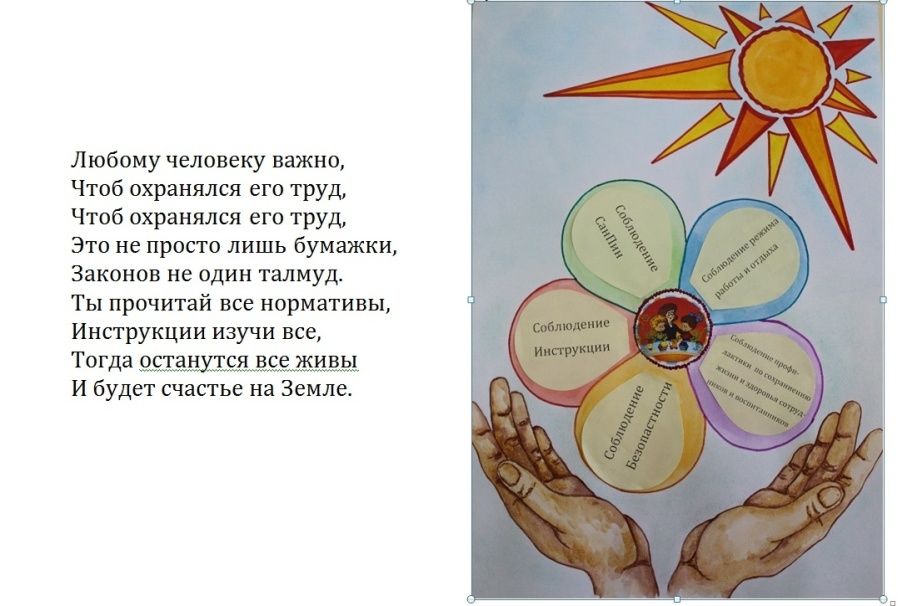 Любому человеку важно,
Чтоб охранялся его труд,
Чтоб охранялся его труд,
Это не просто лишь бумажки,
Законов не один талмуд.
Ты прочитай все нормативы,
Инструкции изучи все,
Тогда останутся все живы
И будет счастье на Земле.
Соблюдение
СанПин
Соблюдение режима
работы и отдыха
Соблюдение
Инструкции
Соблюдение профи-
лактики по сохранению
жизни и здоровья сотруд-
ников и воспитанников
Соблюдение
Безопастности